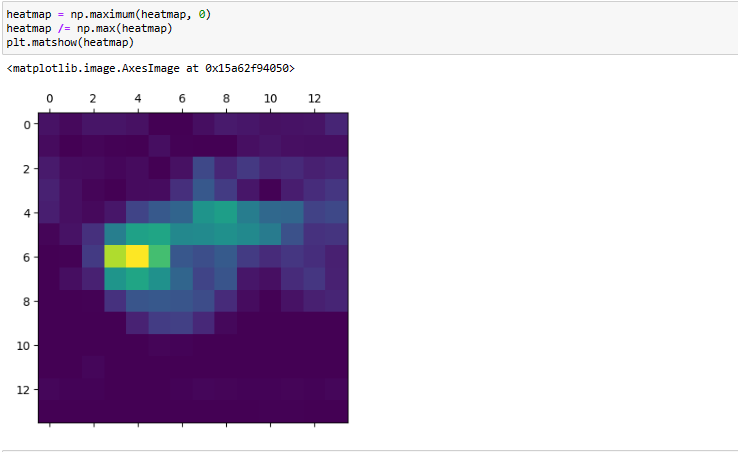 heatmap = np.maximum(heatmap, 0)
heatmap /= np.max(heatmap)
plt.matshow(heatmap)
<matplotlib.image.AxesImage at 0x15a62f94050>
0 2 4 6 8 10 12
0
2
4
6
8
10
12